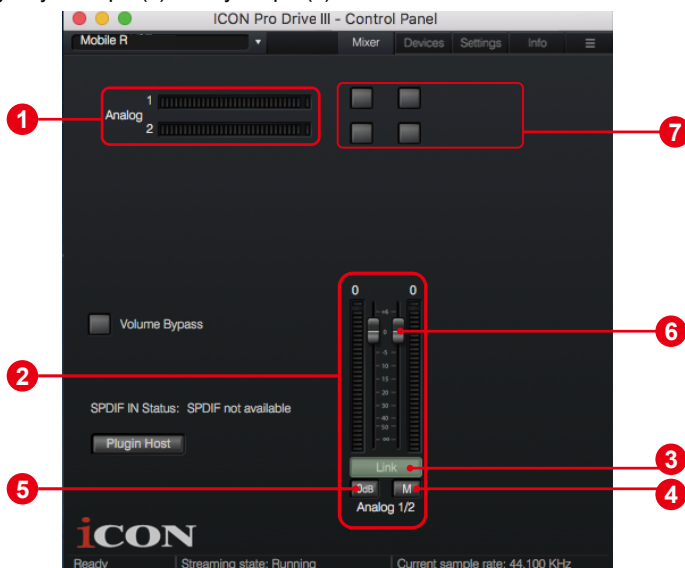 ICON Pro Drive III - Control Panel
Mobile R
Mixer Devices Settings Info
1
Analog
2
1
7
0 0
+6
0
-5
-10
-15
-20
-30
-40
-50
-∞
Volume Bypass
6
2
SPDIF IN Status: SPDIF not available
Plugin Host
Link
3
5
0dB M
4
Analog 1/2
iCON
Ready Streaming state: Running Current sample rate: 44.100 KHz